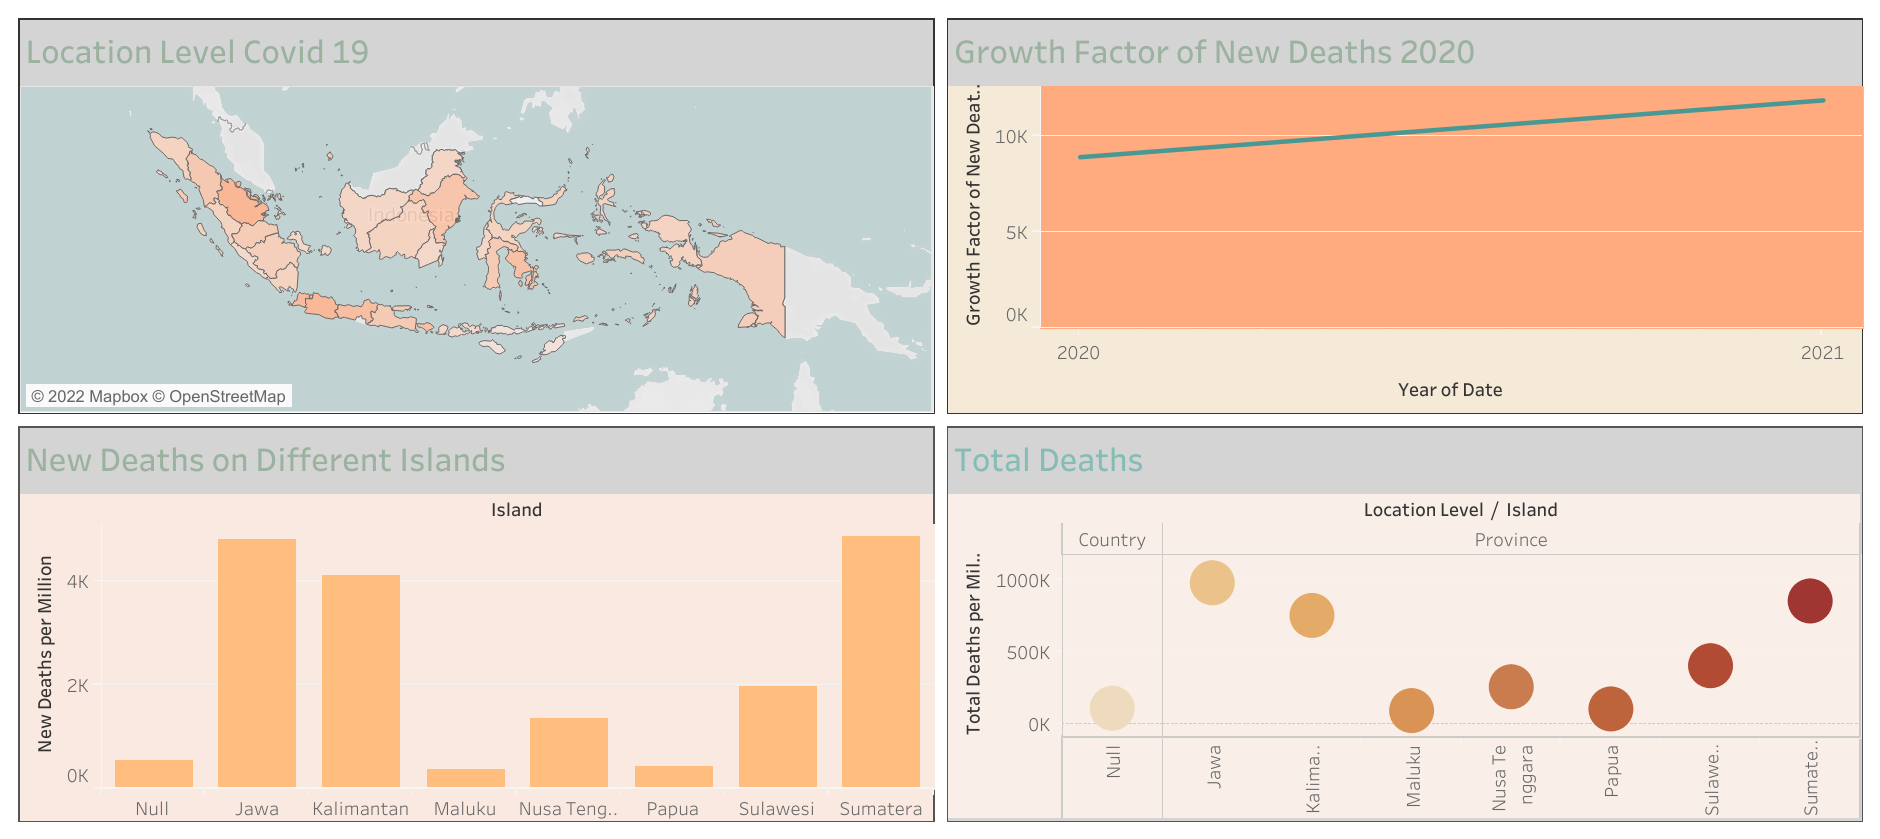 Location Level Covid 19
Indonesia
© 2022 Mapbox © OpenStreetMap
Growth Factor of New Deaths 2020
Growth Factor of New Deat..
10K
5K
0K
2020
2021
Year of Date
New Deaths on Different Islands
Island
New Deaths per Million
4K
2K
0K
Null
Jawa
Kalimantan
Maluku
Nusa Teng..
Papua
Sulawesi
Sumatera
Total Deaths
Location Level / Island
Country
Province
Total Deaths per Mil..
1000K
500K
0K
Null
Jawa
Kalima..
Maluku
Nusa Te
nggara
Papua
Sulawe..
Sumate..